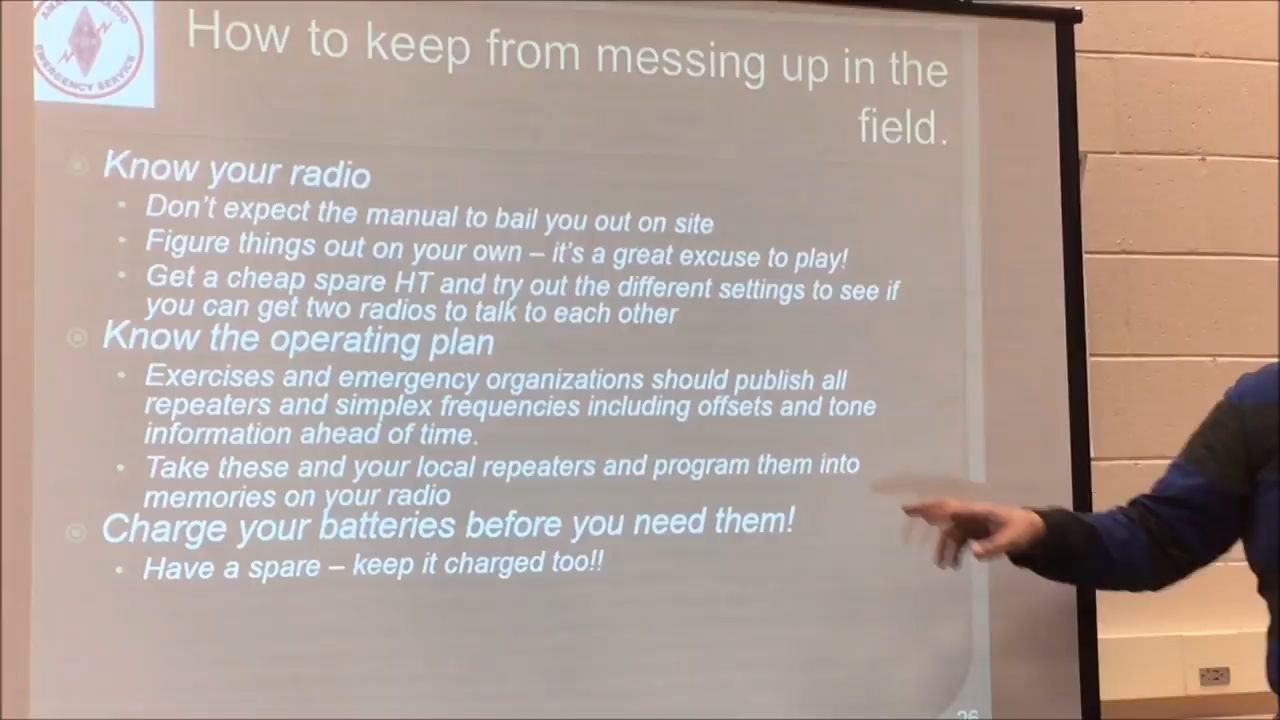 EMERGENCY SERVICE
How to keep from messing up in the
field.
Know your radio
Don't expect the manual to bail you out on site
Figure things out on your own – it's a great excuse to play!
Get a cheap spare HT and try out the different settings to see if
you can get two radios to talk to each other
Know the operating plan
Exercises and emergency organizations should publish all
repeaters and simplex frequencies including offsets and tone
information ahead of time.
Take these and your local repeaters and program them into
memories on your radio
Charge your batteries before you need them!
Have a spare – keep it charged too!!